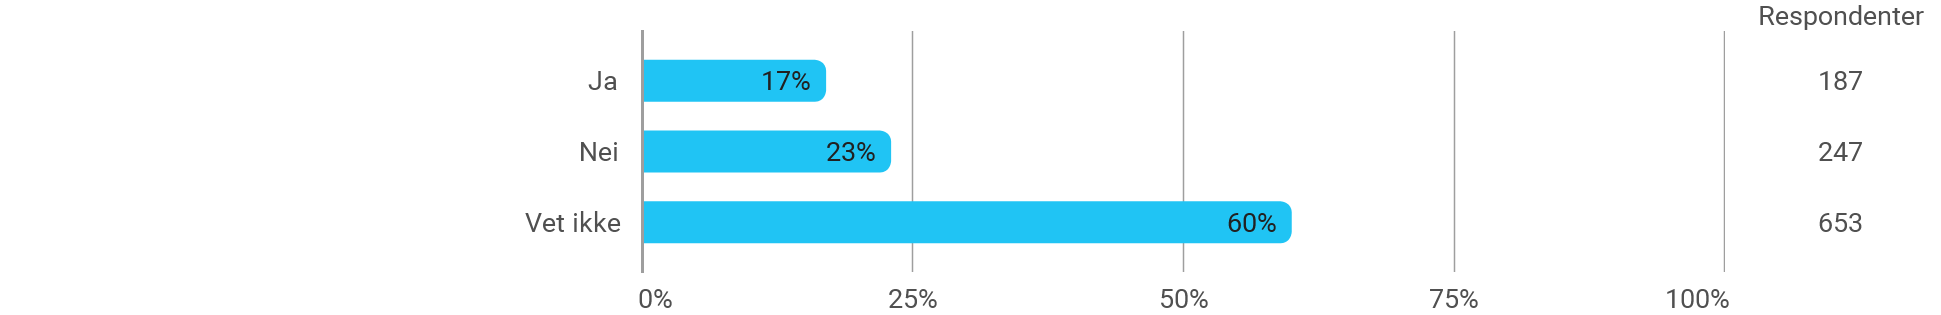 Respondenter
Ja 17% 187
Nei 23% 247
Vet ikke 60% 653
0% 25% 50% 75% 100%